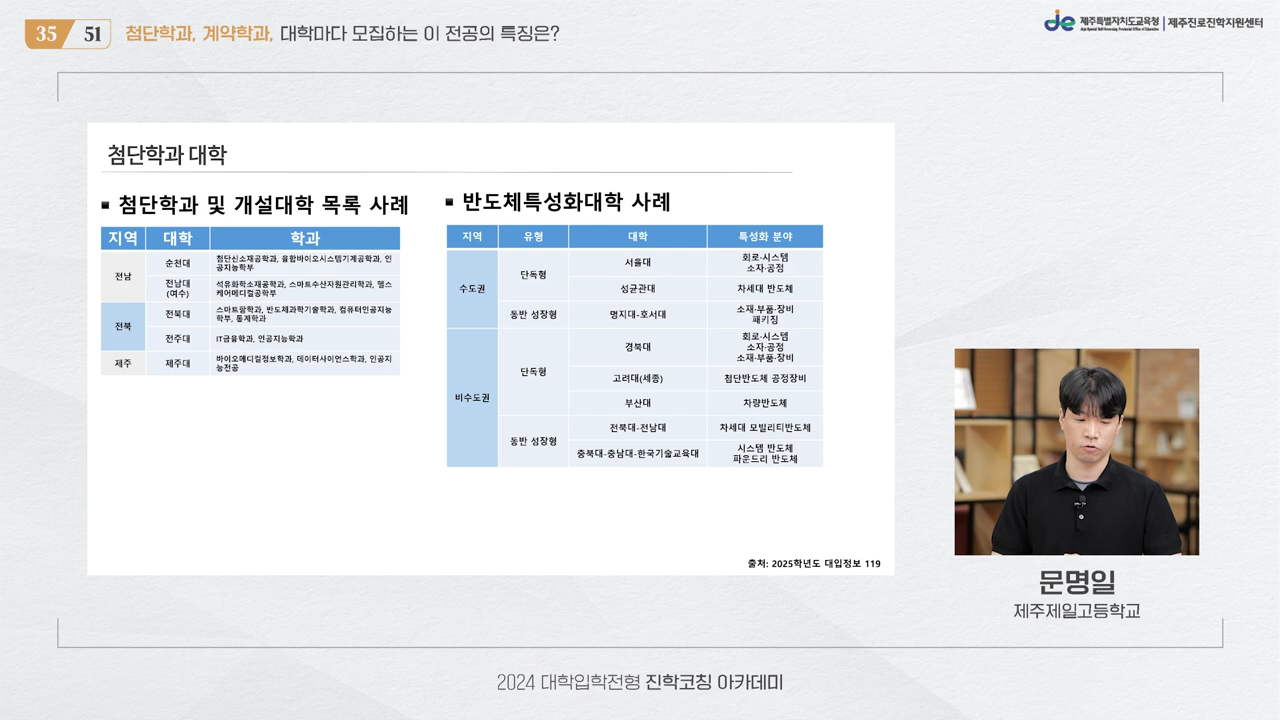 35 51 첨단학과, 계약학과, 대학마다 모집하는 이 전공의 특징은?
제주특별자치도교육청 제주진로진학지원센터
첨단학과 대학
첨단학과 및 개설대학 목록 사례
지역 대학 학과
전남 순천대 첨단신소재공학과, 융합바이오시스템기계공학과, 인
공지능학부
전남대
(여수)
석유화학소재공학과, 스마트수산자원관리학과, 헬스
케어메디컬공학부
전북 전북대 스마트팜학과, 반도체과학기술학과, 컴퓨터인공지능
학부, 통계학과
전주대 IT금융학과, 인공지능학과
제주 제주대 바이오메디컬정보학과, 데이터사이언스학과, 인공지
능전공
반도체특성화대학 사례
지역 유형 대학 특성화 분야
수도권 단독형 서울대 회로·시스템
소자·공정
성균관대 차세대 반도체
동반 성장형 명지대-호서대 소재·부품·장비
패키징
비수도권 단독형 경북대 회로·시스템
소자·공정
소재·부품·장비
고려대(세종) 첨단반도체 공정장비
부산대 차량반도체
동반 성장형 전북대-전남대 차세대 모빌리티반도체
충북대-충남대-한국기술교육대 시스템 반도체
파운드리 반도체
출처: 2025학년도 대입정보 119
문명일
제주제일고등학교
2024 대학입학전형 진학코칭 아카데미